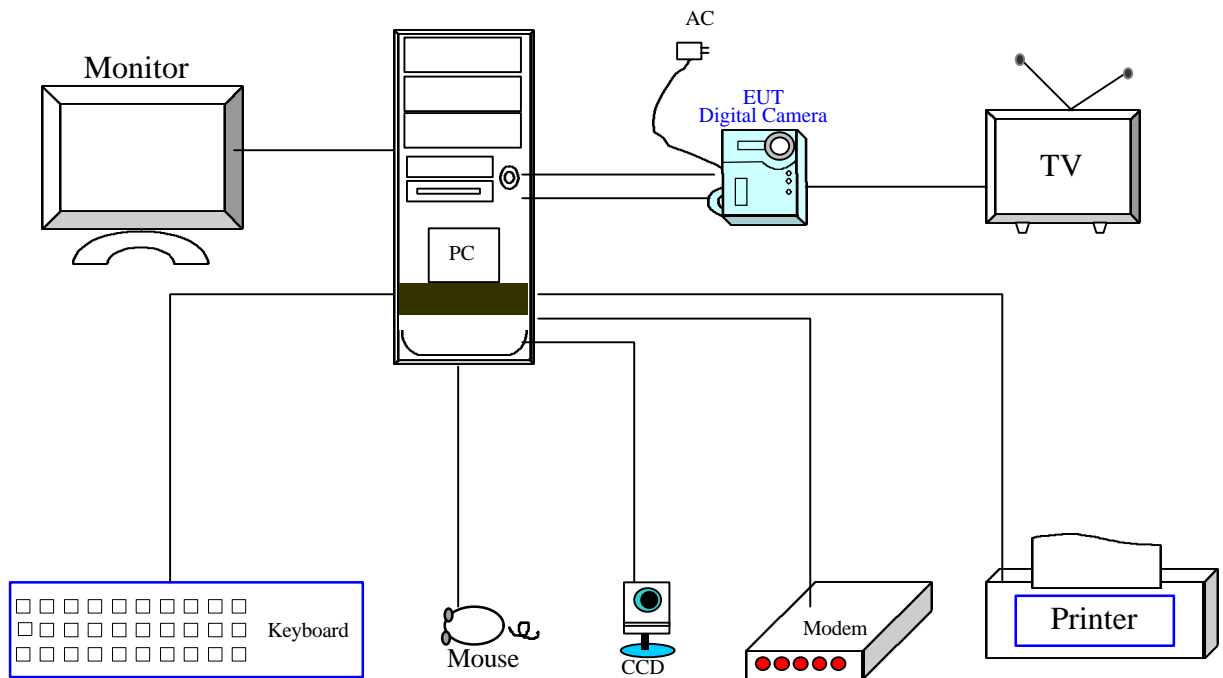 AC
Monitor
EUT
Digital Camera
TV
PC
Keyboard
Mouse
CCD
Modem
Printer